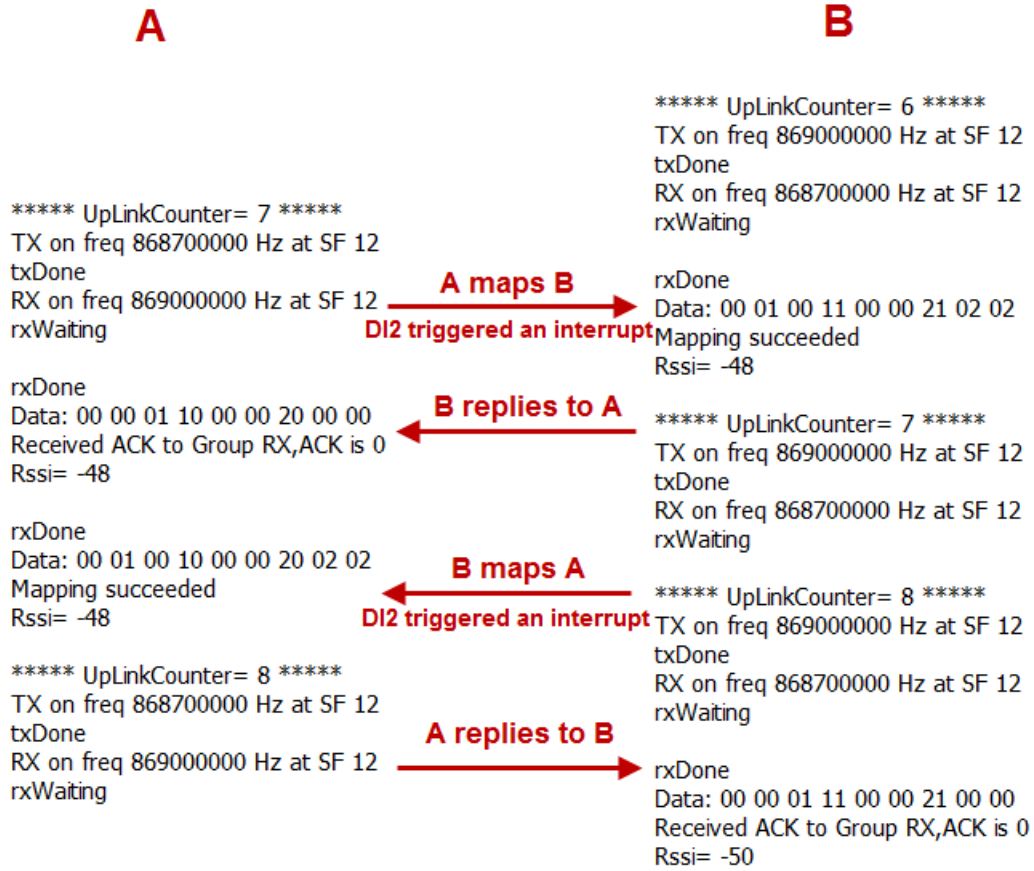 A
B
***** UpLinkCounter= 6 *****
TX on freq 869000000 Hz at SF 12
txDone
RX on freq 868700000 Hz at SF 12
rxWaiting
***** UpLinkCounter= 7 *****
TX on freq 868700000 Hz at SF 12
txDone
RX on freq 869000000 Hz at SF 12
rxWaiting
A maps B
DI2 triggered an interrupt
rxDone
Data: 00 01 00 11 00 00 21 02 02
Mapping succeeded
Rssi= -48
rxDone
Data: 00 00 01 10 00 00 20 00 00
Received ACK to Group RX,ACK is 0
Rssi= -48
B replies to A
***** UpLinkCounter= 7 *****
TX on freq 869000000 Hz at SF 12
txDone
RX on freq 868700000 Hz at SF 12
rxWaiting
rxDone
Data: 00 01 00 10 00 00 20 02 02
Mapping succeeded
Rssi= -48
B maps A
DI2 triggered an interrupt
***** UpLinkCounter= 8 *****
TX on freq 869000000 Hz at SF 12
txDone
RX on freq 868700000 Hz at SF 12
rxWaiting
***** UpLinkCounter= 8 *****
TX on freq 868700000 Hz at SF 12
txDone
RX on freq 869000000 Hz at SF 12
rxWaiting
A replies to B
rxDone
Data: 00 00 01 11 00 00 21 00 00
Received ACK to Group RX,ACK is 0
Rssi= -50